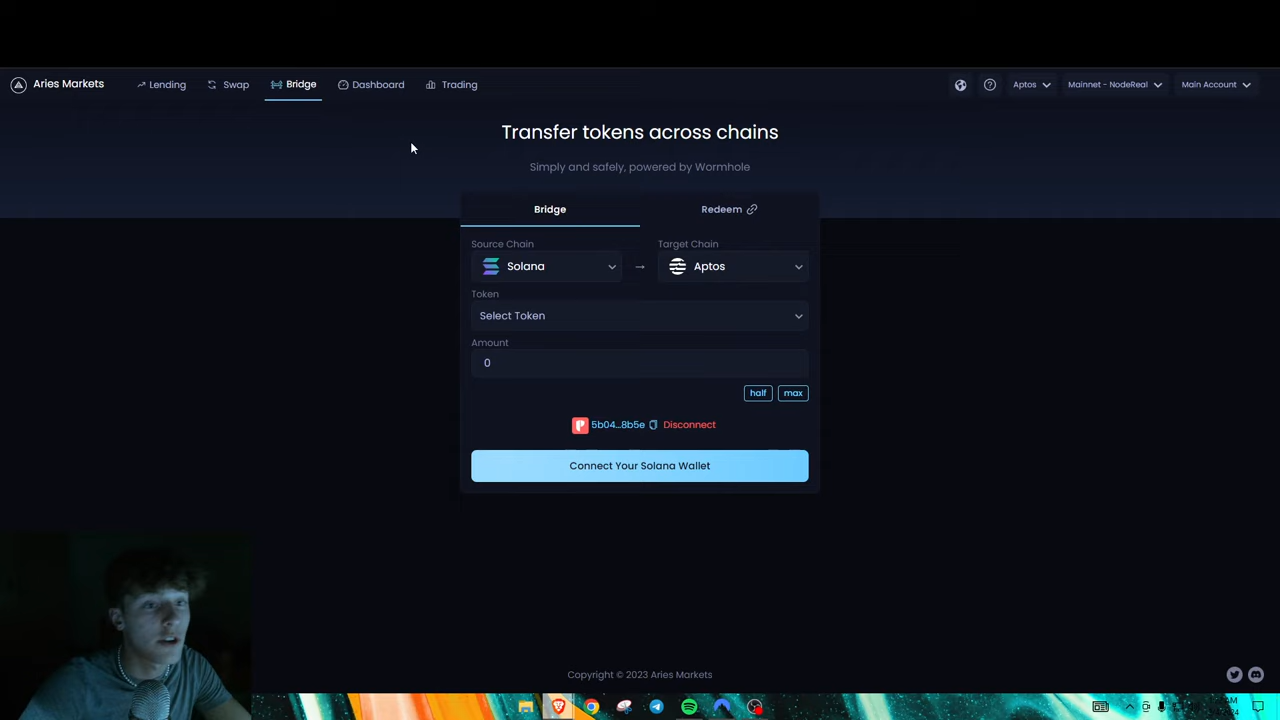 Aries Markets Lending Swap Bridge Dashboard Trading Aptos Mainnet - NodeReal Main Account
Transfer tokens across chains
Simply and safely, powered by Wormhole
Bridge Redeem
Source Chain Target Chain
Solana → Aptos
Token
Select Token
Amount
0
half max
5b04...8b5e Disconnect
Connect Your Solana Wallet
Copyright © 2023 Aries Markets